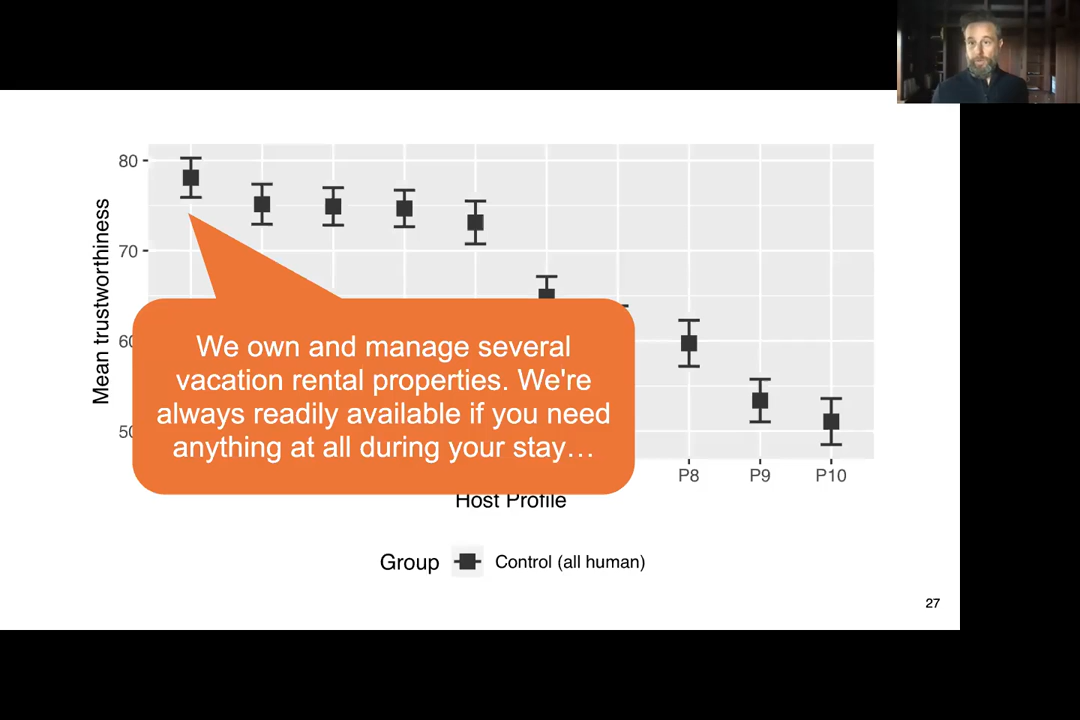 80
70
60
50
Mean trustworthiness
We own and manage several
vacation rental properties. We're
always readily available if you need
anything at all during your stay…
P8 P9 P10
Host Profile
Group Control (all human)
27